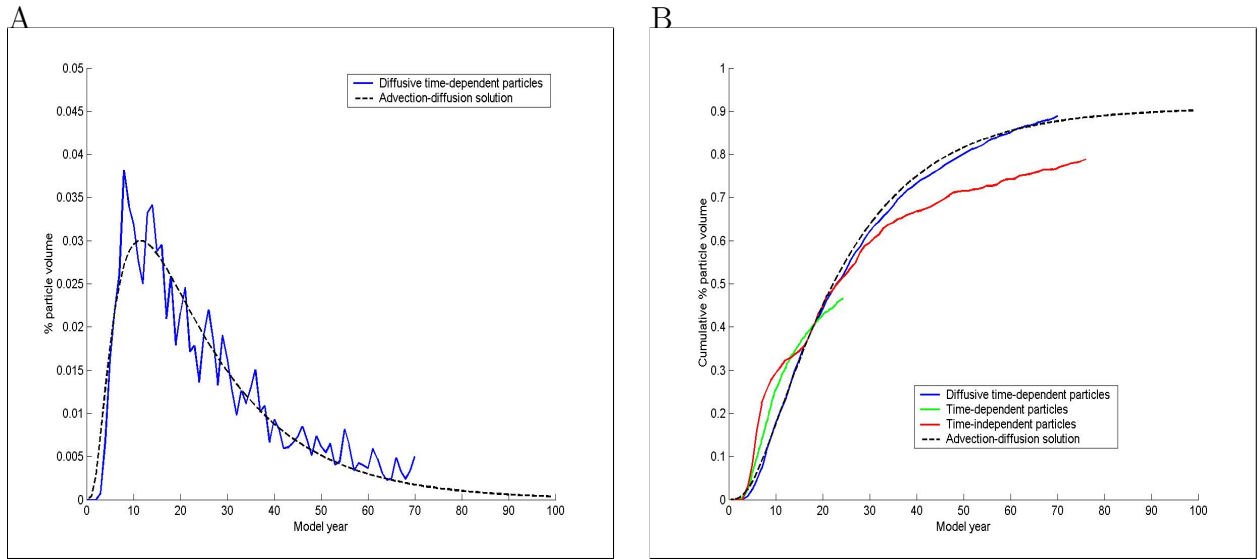 A
0.05
0.045
0.04
0.035
0.03
0.025
0.02
0.015
0.01
0.005
0
% particle volume
Diffusive time-dependent particles
Advection-diffusion solution
0 10 20 30 40 50 60 70 80 90 100
Model year
B
1
0.9
0.8
0.7
0.6
0.5
0.4
0.3
0.2
0.1
0
Cumulative % particle volume
Diffusive time-dependent particles
Time-dependent particles
Time-independent particles
Advection-diffusion solution
0 10 20 30 40 50 60 70 80 90 100
Model year